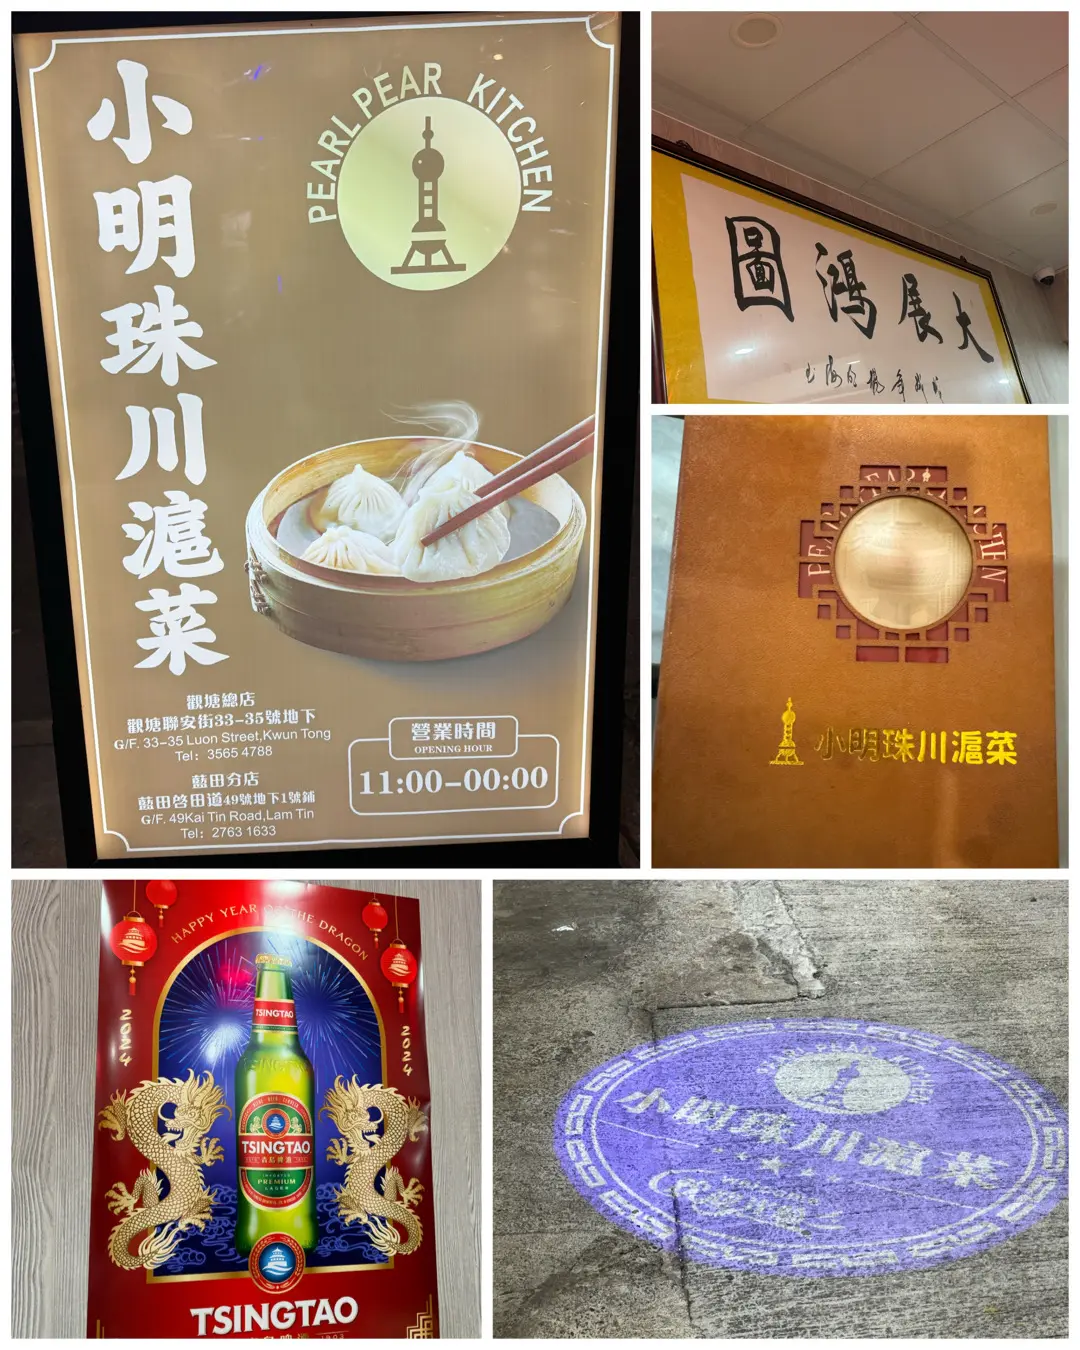 小明珠川滬菜
PEARL PEAR KITCHEN
觀塘總店
觀塘聯安街33-35號地下
G/F. 33-35 Luon Street,Kwun Tong
Tel: 3565 4788
藍田分店
藍田啓田道49號地下1號鋪
G/F. 49Kai Tin Road,Lam Tin
Tel: 2763 1633
營業時間
OPENING HOUR
11:00-00:00
大展鴻圖
小明珠川滬菜
HAPPY YEAR OF THE DRAGON
2024
2024
TSINGTAO
TSINGTAO
PREMIUM
LAGER
TSINGTAO
PEARL PEAR KITCHEN
小明珠川滬